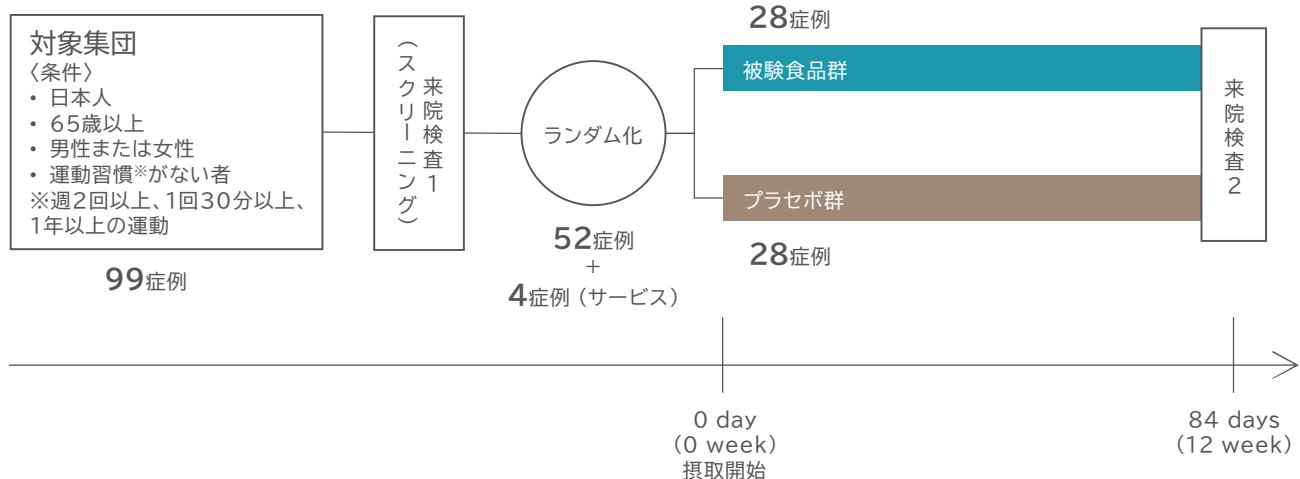 対象集団
〈条件〉
• 日本人
• 65歳以上
• 男性または女性
• 運動習慣※がない者
※週2回以上、1回30分以上、
1年以上の運動
99症例
来院検査1
(スクリーニング)
ランダム化
52症例
+
4症例(サービス)
28症例
被験食品群
プラセボ群
28症例
来院検査2
0 day
(0 week)
摂取開始
84 days
(12 week)